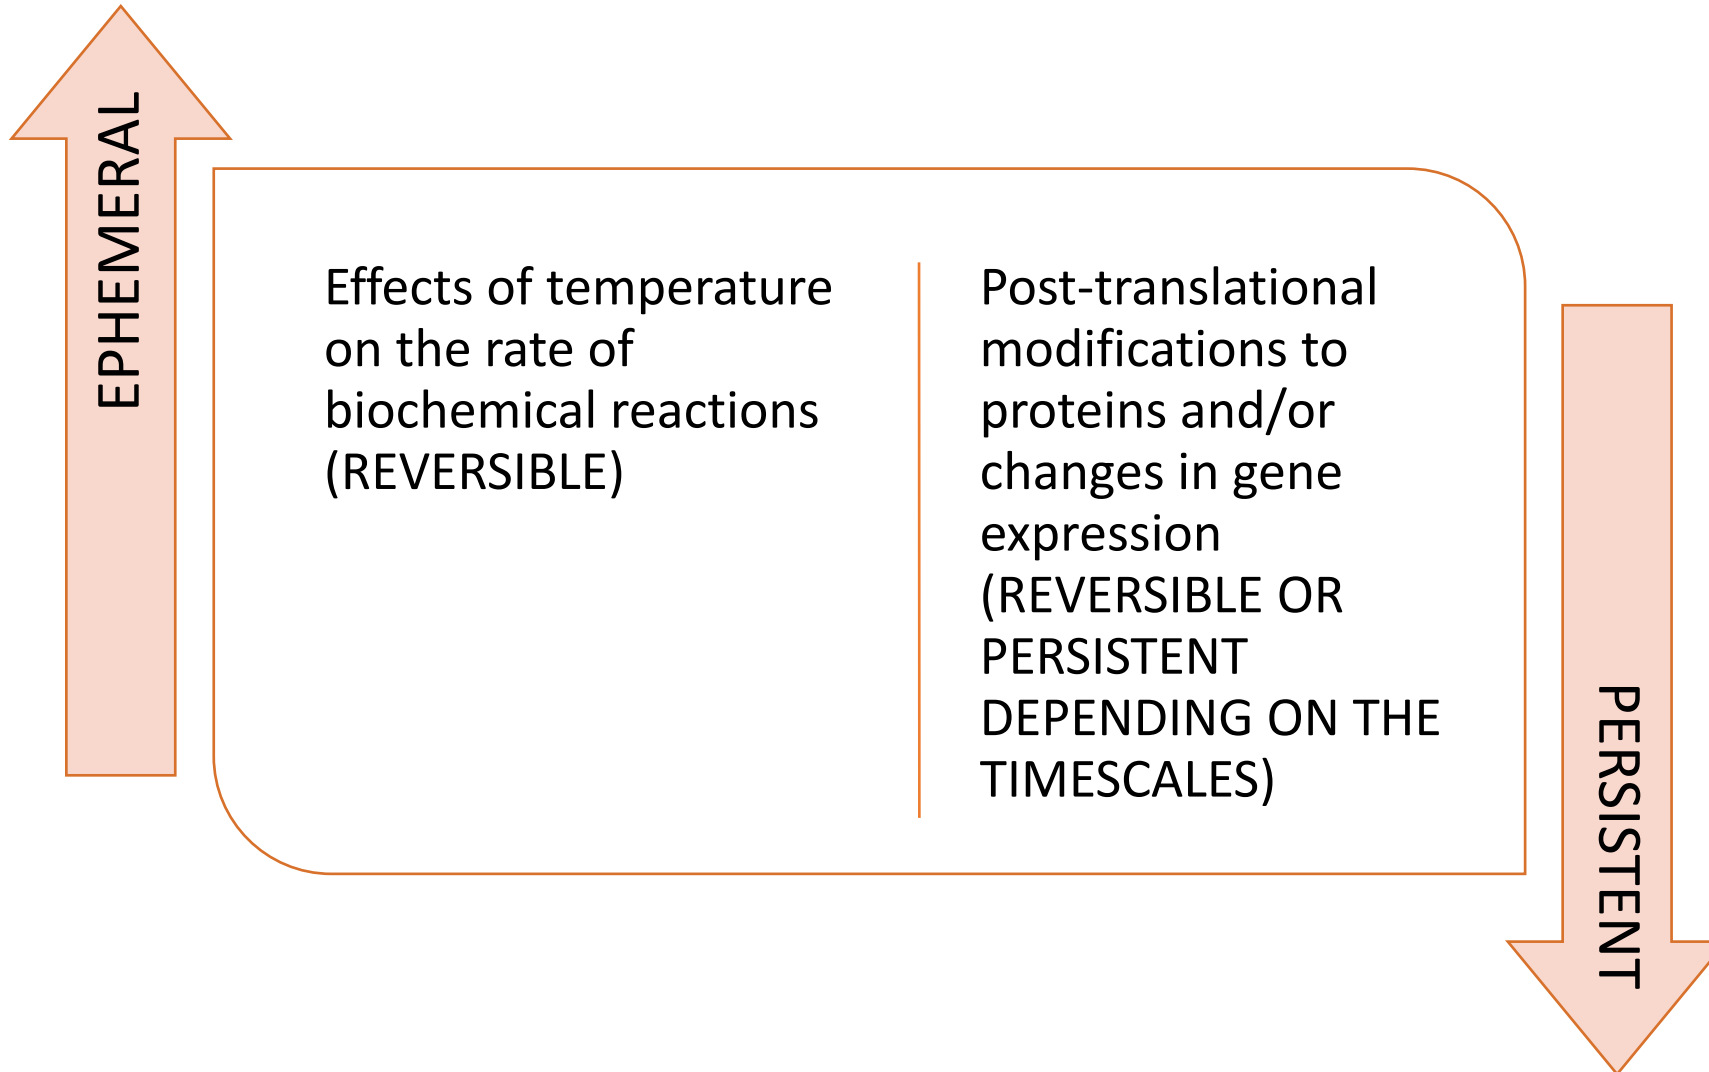 EPHEMERAL
Effects of temperature
on the rate of
biochemical reactions
(REVERSIBLE)
Post-translational
modifications to
proteins and/or
changes in gene
expression
(REVERSIBLE OR
PERSISTENT
DEPENDING ON THE
TIMESCALES)
PERSISTENT